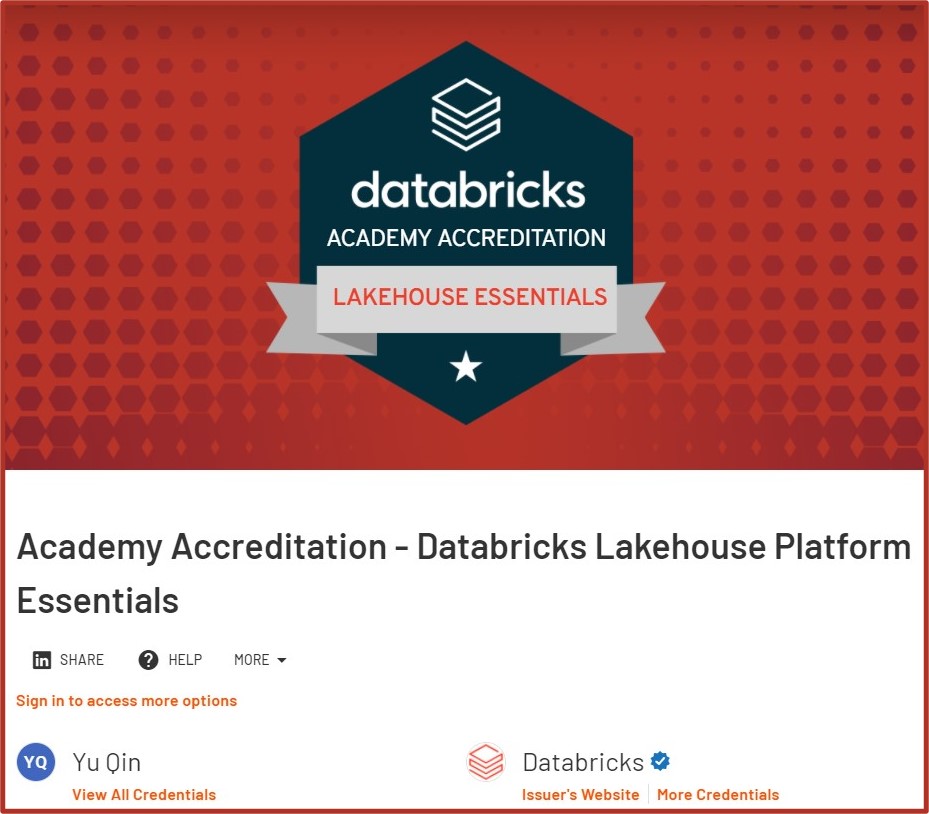 databricks
ACADEMY ACCREDITATION
LAKEHOUSE ESSENTIALS
Academy Accreditation - Databricks Lakehouse Platform
Essentials
in SHARE ? HELP MORE
Sign in to access more options
YQ Yu Qin
View All Credentials
Databricks
Issuer's Website More Credentials